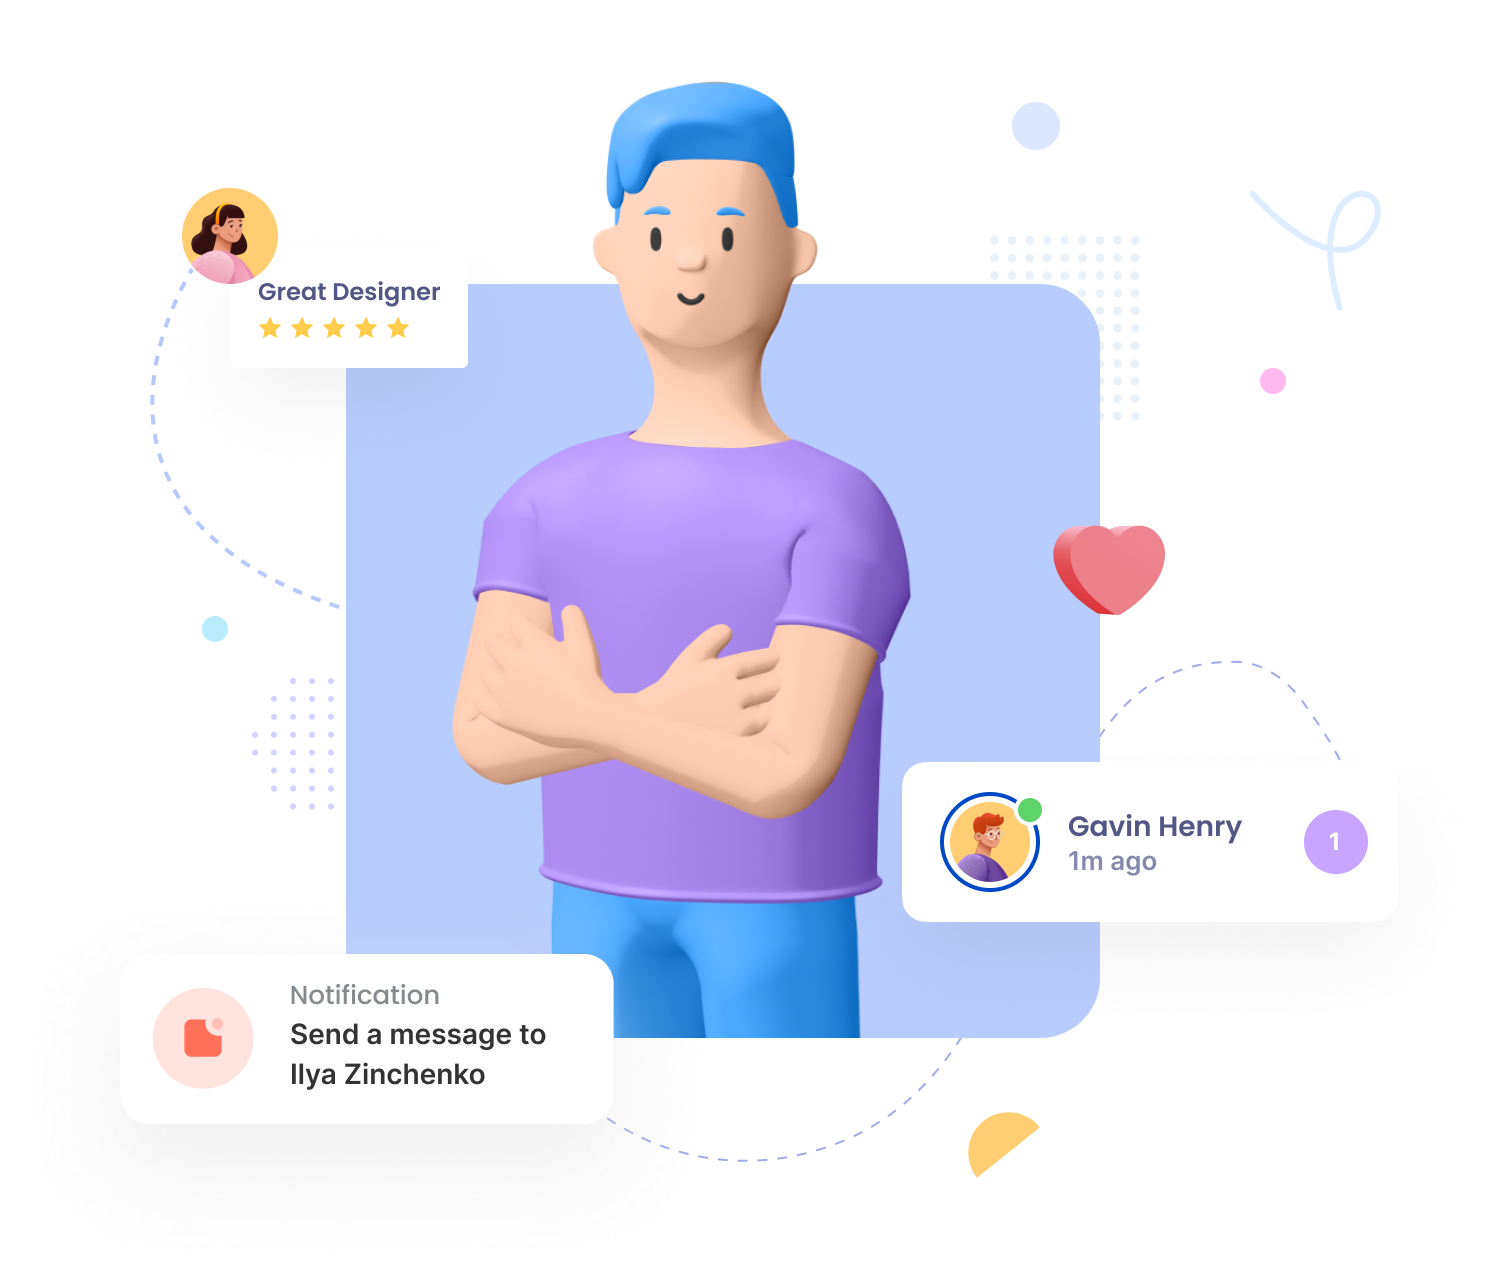 Great Designer
Gavin Henry
1m ago
1
Notification
Send a message to
Ilya Zinchenko